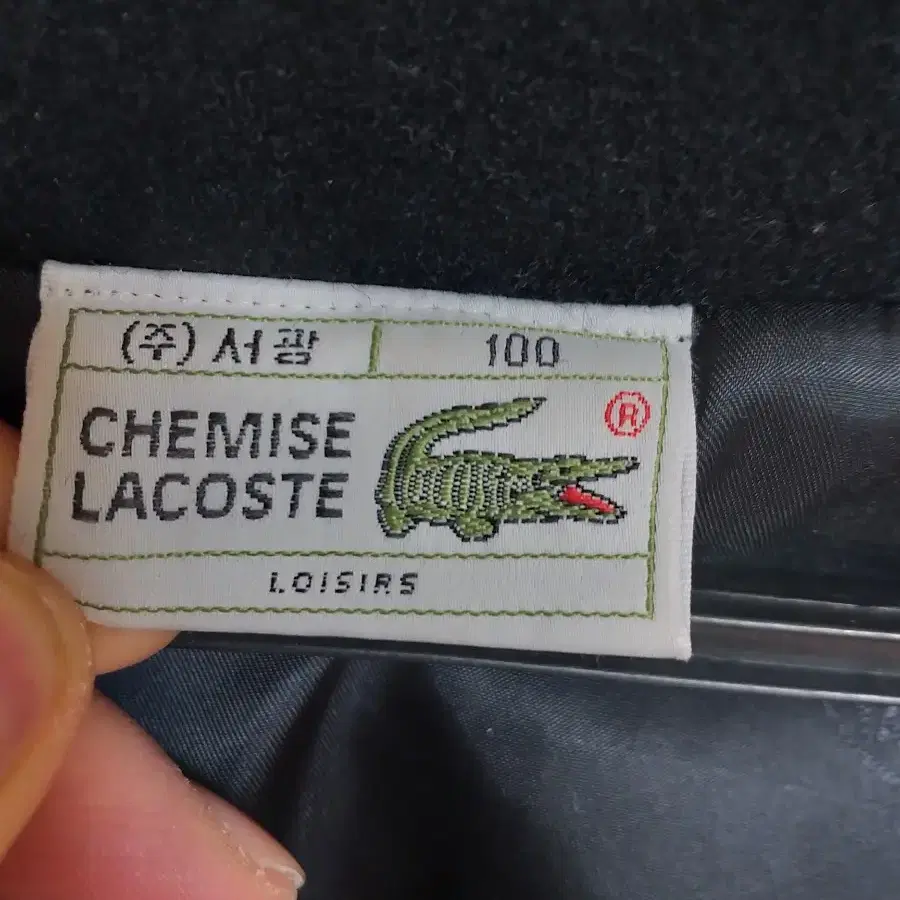 (주) 서광 100
CHEMISE
LACOSTE
®
LOISIRS